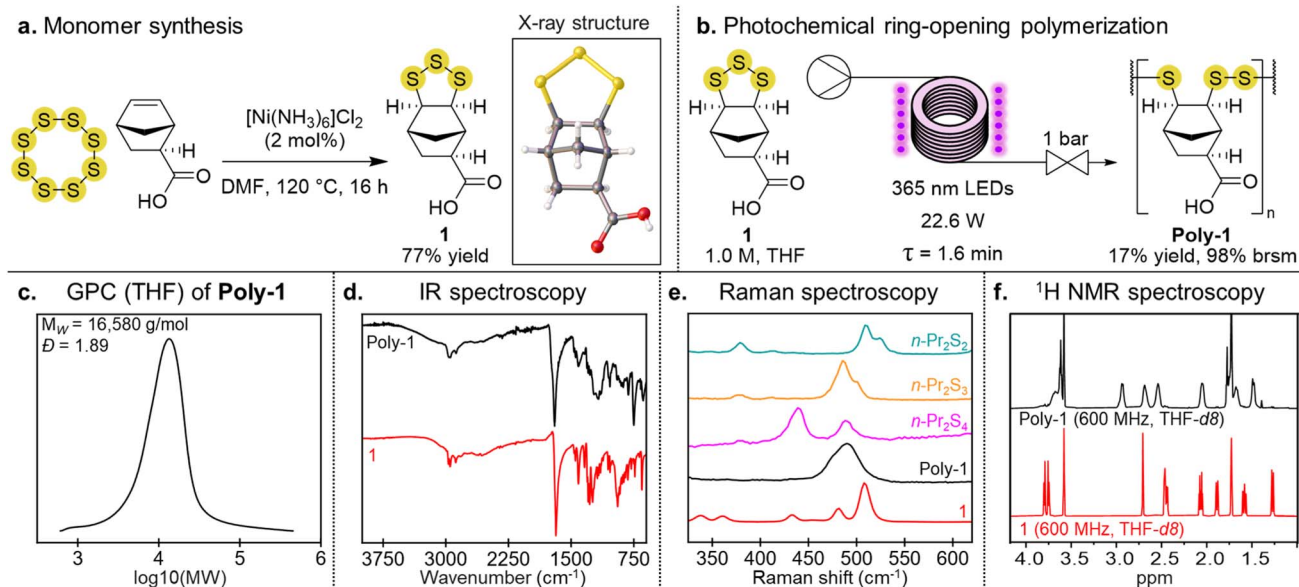 a. Monomer synthesis
S S S S S S S S
H
O
HO
[Ni(NH3)6]Cl2
(2 mol%)
DMF, 120 °C, 16 h
S S S
H H
H
O
HO
1
77% yield
X-ray structure
b. Photochemical ring-opening polymerization
S S S
H H
H
O
HO
1
1.0 M, THF
365 nm LEDs
22.6 W
τ = 1.6 min
1 bar
S S S
H H
H
O
HO
n
Poly-1
17% yield, 98% brsm
c. GPC (THF) of Poly-1
MW = 16,580 g/mol
Đ = 1.89
3 4 5 6
log10(MW)
d. IR spectroscopy
Poly-1
1
3750 3000 2250 1500 750
Wavenumber (cm-1)
e. Raman spectroscopy
n-Pr2S2
n-Pr2S3
n-Pr2S4
Poly-1
1
350 400 450 500 550 600
Raman shift (cm-1)
f. 1H NMR spectroscopy
Poly-1 (600 MHz, THF-d8)
1 (600 MHz, THF-d8)
4.0 3.5 3.0 2.5 2.0 1.5
ppm